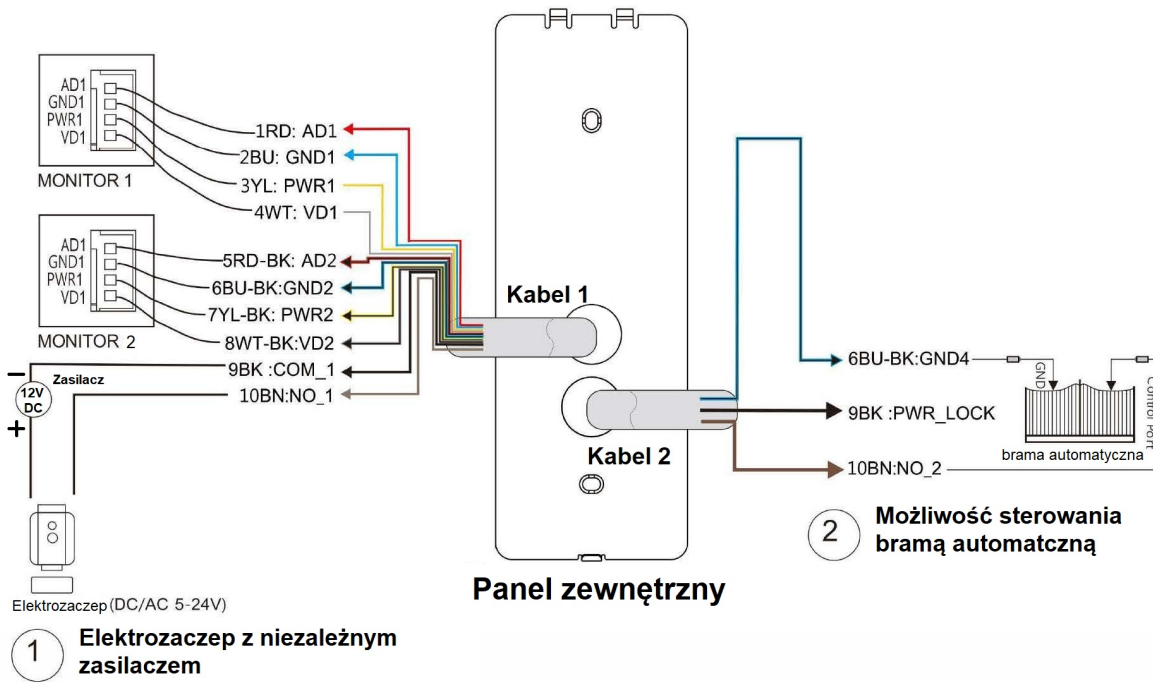 AD1
GND1
PWR1
VD1
MONITOR 1
1RD: AD1
2BU: GND1
3YL: PWR1
4WT: VD1
AD1
GND1
PWR1
VD1
MONITOR 2
5RD-BK: AD2
6BU-BK:GND2
7YL-BK: PWR2
8WT-BK:VD2
9BK :COM_1
10BN:NO_1
Zasilacz
12V
DC
Elektrozaczep (DC/AC 5-24V)
1
Elektrozaczep z niezależnym
zasilaczem
Kabel 1
Kabel 2
Panel zewnętrzny
6BU-BK:GND4
9BK :PWR_LOCK
10BN:NO_2
GND
Control Port
brama automatyczna
2
Możliwość sterowania
bramą automatczną